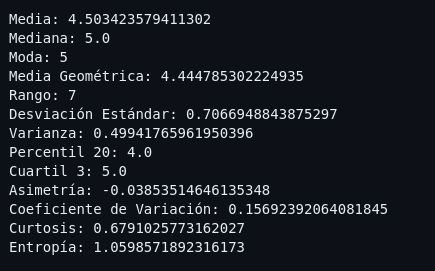 Media: 4.503423579411302
Mediana: 5.0
Moda: 5
Media Geométrica: 4.444785302224935
Rango: 7
Desviación Estándar: 0.7066948843875297
Varianza: 0.49941765961950396
Percentil 20: 4.0
Cuartil 3: 5.0
Asimetría: -0.03853514646135348
Coeficiente de Variación: 0.15692392064081845
Curtosis: 0.6791025773162027
Entropía: 1.0598571892316173